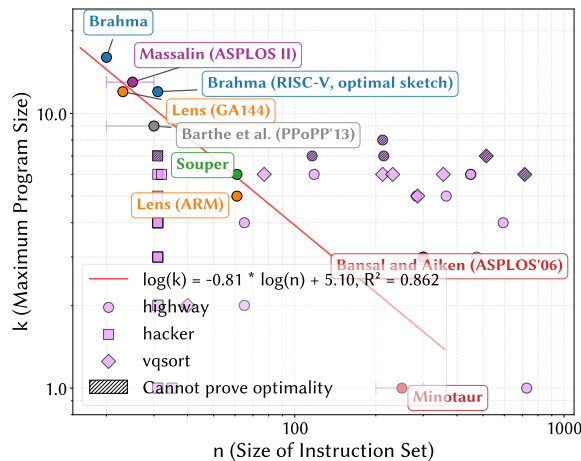 Brahma
Massalin (ASPLOS II)
Brahma (RISC-V, optimal sketch)
Lens (GA144)
10.0
Barthe et al. (PPoPP'13)
Souper
Lens (ARM)
k (Maximum Program Size)
Bansal and Aiken (ASPLOS'06)
log(k) = -0.81 * log(n) + 5.10, R² = 0.862
highway
hacker
vqsort
Cannot prove optimality
1.0
Minotaur
100
1000
n (Size of Instruction Set)